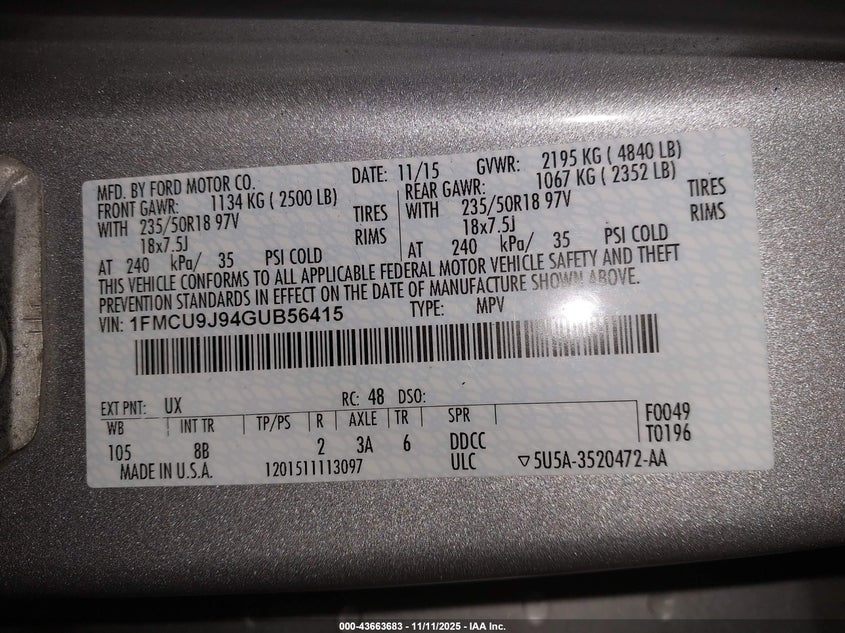 MFD. BY FORD MOTOR CO. DATE: 11/15 GVWR: 2195 KG ( 4840 LB)
FRONT GAWR: 1134 KG ( 2500 LB) REAR GAWR: 1067 KG ( 2352 LB)
WITH 235/50R18 97V TIRES WITH 235/50R18 97V TIRES
18x7.5J RIMS 18x7.5J RIMS
AT 240 kPa/ 35 PSI COLD AT 240 kPa/ 35 PSI COLD
THIS VEHICLE CONFORMS TO ALL APPLICABLE FEDERAL MOTOR VEHICLE SAFETY AND THEFT
PREVENTION STANDARDS IN EFFECT ON THE DATE OF MANUFACTURE SHOWN ABOVE.
VIN: 1FMCU9J94GUB56415 TYPE: MPV
EXT PNT: UX RC: 48 DSO:
WB INT TR TP/PS R AXLE TR SPR F0049
105 8B 2 3A 6 DDCC T0196
MADE IN U.S.A. 1201511113097 ULC ▽5U5A-3520472-AA
000-43663683 - 11/11/2025 - IAA Inc.